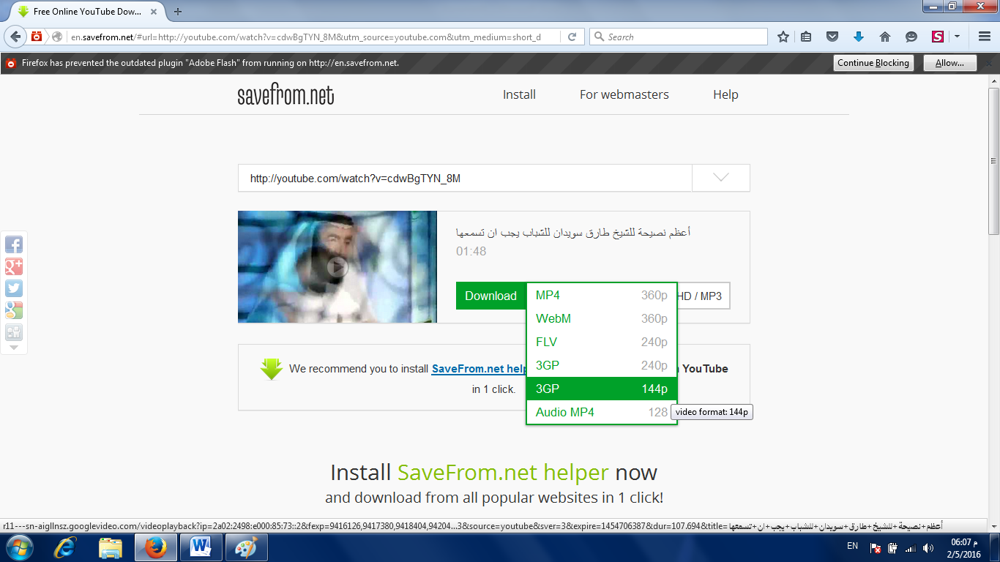 Free Online YouTube Dow...
en.savefrom.net/#url=http://youtube.com/watch?v=cdwBgTYN_8M&utm_source=youtube.com&utm_medium=short_d
Search
Firefox has prevented the outdated plugin "Adobe Flash" from running on http://en.savefrom.net.
Continue Blocking
Allow...
savefrom.net
Install
For webmasters
Help
http://youtube.com/watch?v=cdwBgTYN_8M
أعظم نصيحة للشيخ طارق سويدان للشباب يجب ان تسمعها
01:48
Download
HD / MP3
MP4 360p
WebM 360p
FLV 240p
3GP 240p
3GP 144p
Audio MP4 128
video format: 144p
We recommend you to install SaveFrom.net help YouTube
in 1 click.
Install SaveFrom.net helper now
and download from all popular websites in 1 click!
r11---sn-aigllnsz.googlevideo.com/videoplayback?ip=2a02:2498:e000:85:73::2&fexp=9416126,9417380,9418404,94204...3&source=youtube&sver=3&expire=1454706387&dur=107.694&title=أعظم+نصيحة+للشيخ+طارق+سويدان+للشباب+يجب+ان+تسمعها
EN
06:07 م
2/5/2016